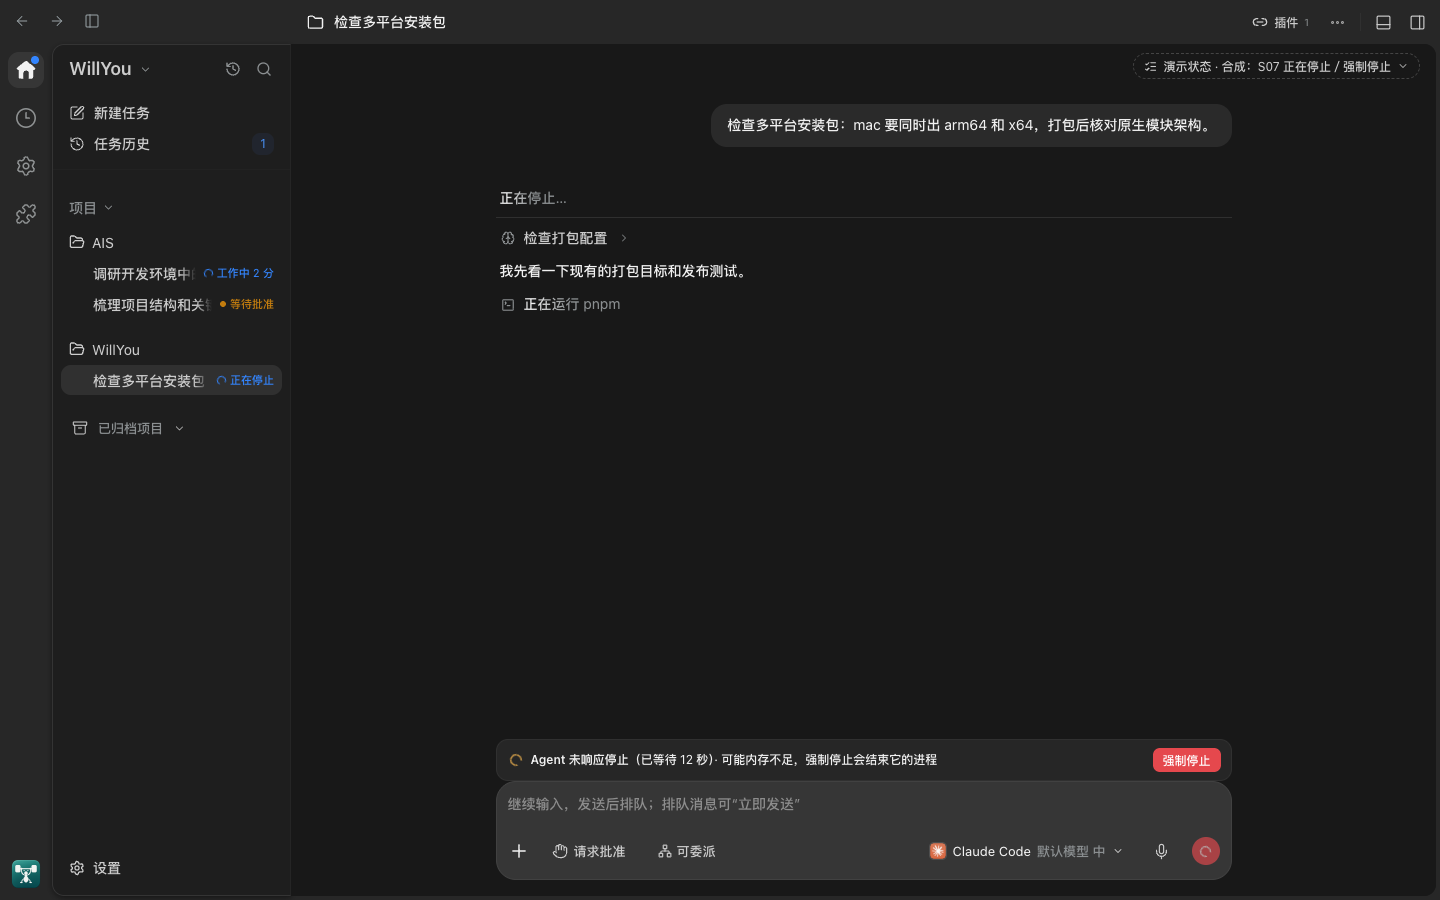 检查多平台安装包
插件 1
WillYou
新建任务
任务历史 1
项目
AIS
调研开发环境中 工作中 2 分
梳理项目结构和关 等待批准
WillYou
检查多平台安装包 正在停止
已归档项目
设置
演示状态 · 合成：S07 正在停止 / 强制停止
检查多平台安装包：mac 要同时出 arm64 和 x64，打包后核对原生模块架构。
正在停止...
检查打包配置
我先看一下现有的打包目标和发布测试。
正在运行 pnpm
Agent 未响应停止（已等待 12 秒）· 可能内存不足，强制停止会结束它的进程
强制停止
继续输入，发送后排队；排队消息可“立即发送”
请求批准 可委派 Claude Code 默认模型 中